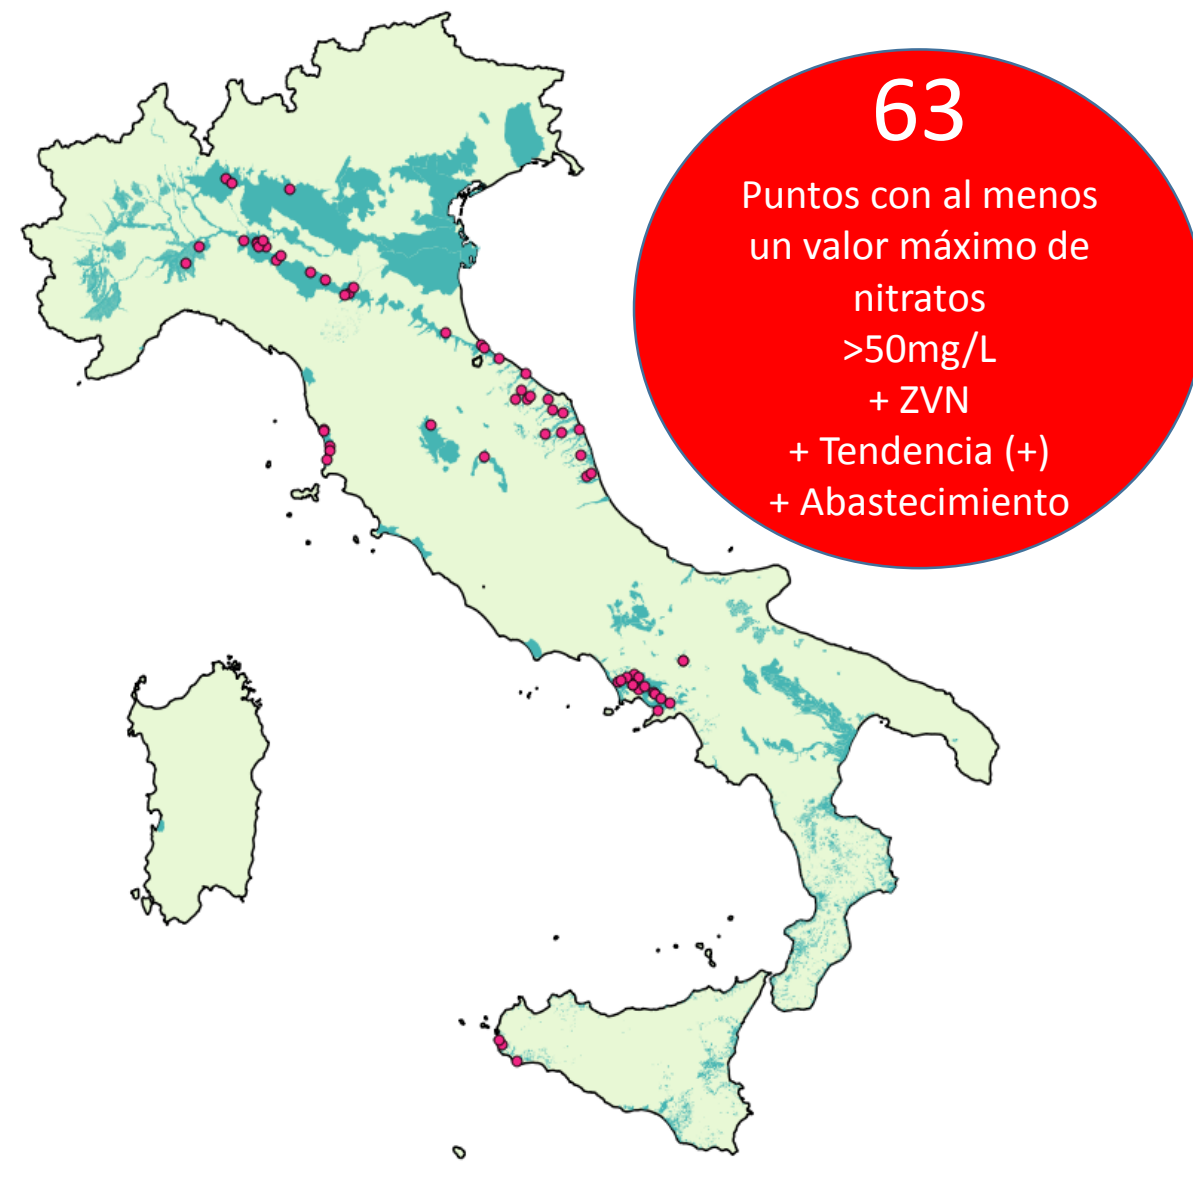 63
Puntos con al menos
un valor máximo de
nitratos
>50mg/L
+ ZVN
+ Tendencia (+)
+ Abastecimiento